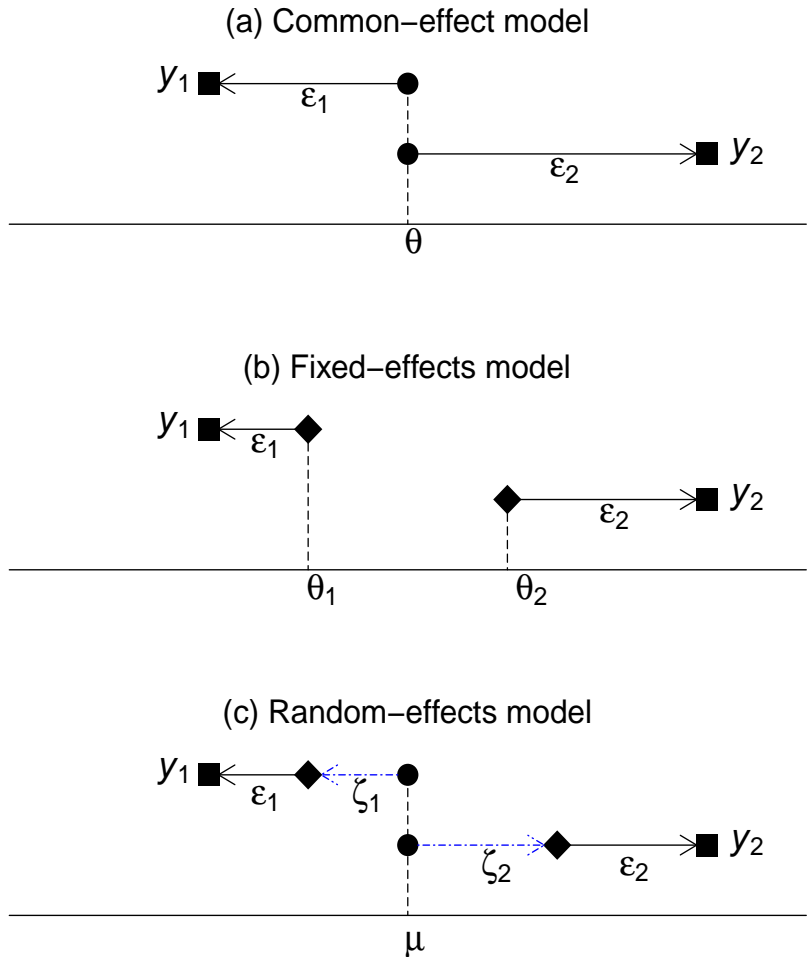 (a) Common−effect model
y₁
ε₁
y₂
ε₂
θ
(b) Fixed−effects model
y₁
ε₁
y₂
ε₂
θ₁ θ₂
(c) Random−effects model
y₁
ε₁ ζ₁
y₂
ζ₂ ε₂
μ